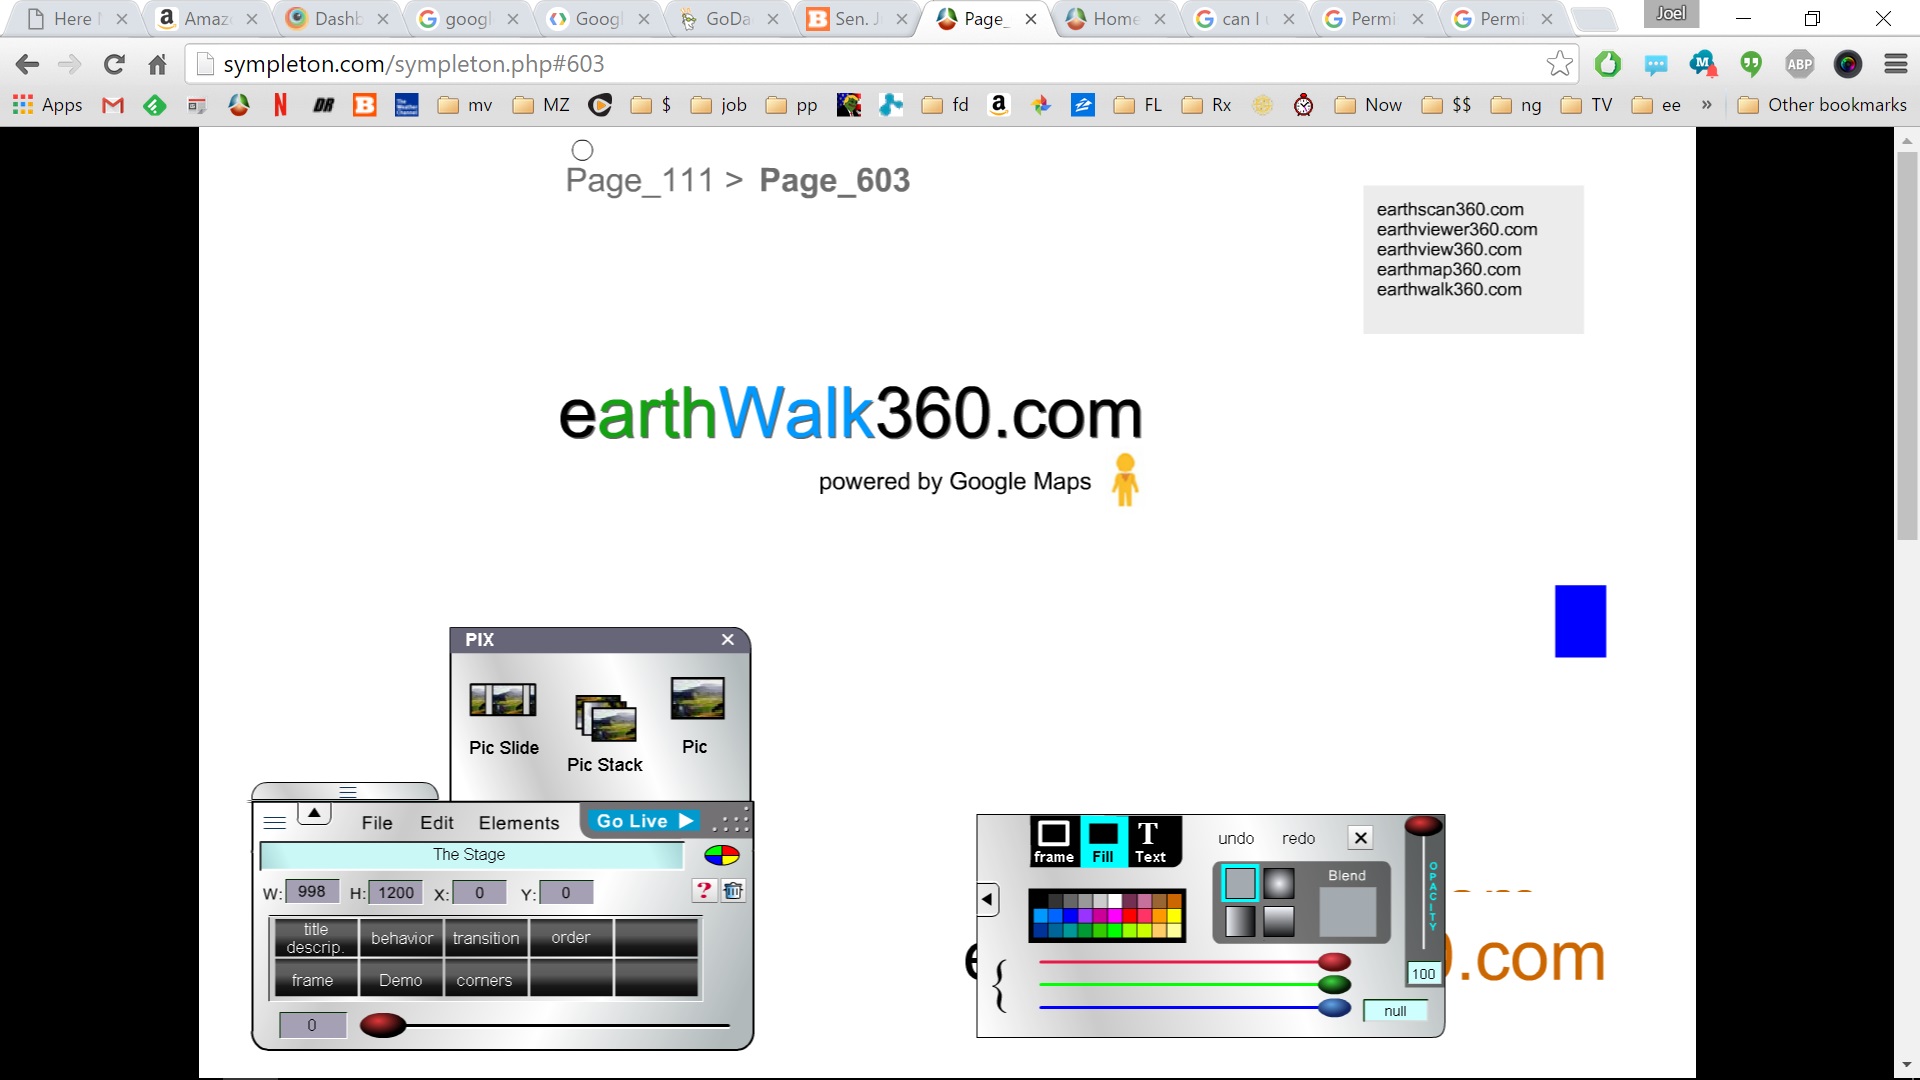 Here
Amaz
Dashb
googl
Googl
GoDa
Sen. J
Page_
Home
can I
Permi
Permi
Joel
sympleton.com/sympleton.php#603
ABP
Apps
mv
MZ
$
job
pp
fd
FL
Rx
Now
$$
ng
TV
ee
»
Other bookmarks
Page_111 > Page_603
earthscan360.com
earthviewer360.com
earthview360.com
earthmap360.com
earthwalk360.com
earthWalk360.com
powered by Google Maps
PIX
Pic Slide
Pic Stack
Pic
File Edit Elements Go Live
The Stage
W: 998 H: 1200 X: 0 Y: 0
?
title descrip. behavior transition order
frame Demo corners
0
frame Fill Text
undo redo
Blend
OPACITY
100
null
.com